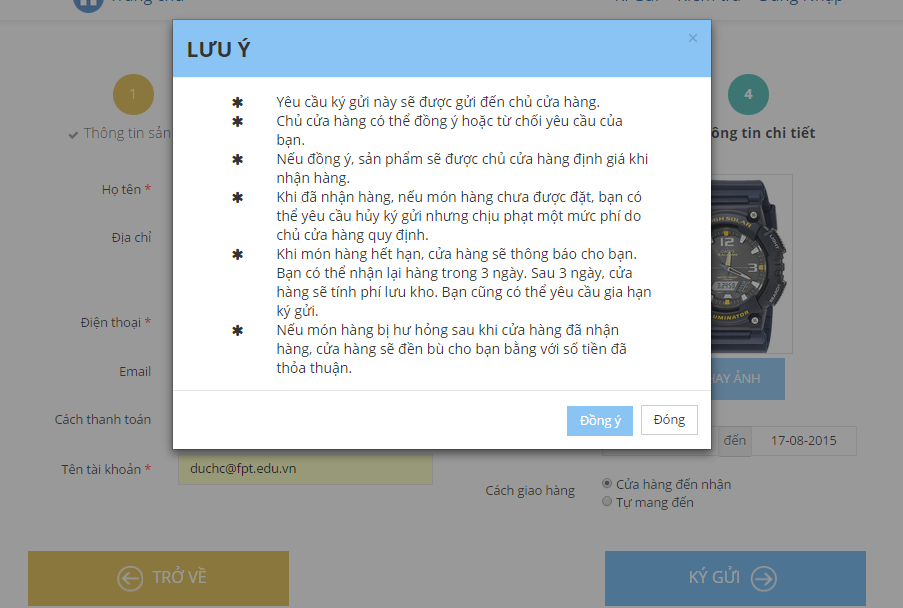 LƯU Ý
×
Yêu cầu ký gửi này sẽ được gửi đến chủ cửa hàng.
Chủ cửa hàng có thể đồng ý hoặc từ chối yêu cầu của
bạn.
Nếu đồng ý, sản phẩm sẽ được chủ cửa hàng định giá khi
nhận hàng.
Khi đã nhận hàng, nếu món hàng chưa được đặt, bạn có
thể yêu cầu hủy ký gửi nhưng chịu phạt một mức phí do
chủ cửa hàng quy định.
Khi món hàng hết hạn, cửa hàng sẽ thông báo cho bạn.
Bạn có thể nhận lại hàng trong 3 ngày. Sau 3 ngày, cửa
hàng sẽ tính phí lưu kho. Bạn cũng có thể yêu cầu gia hạn
ký gửi.
Nếu món hàng bị hư hỏng sau khi cửa hàng đã nhận
hàng, cửa hàng sẽ đền bù cho bạn bằng với số tiền đã
thỏa thuận.
Đồng ý
Đóng
1
Thông tin sản
4
tin chi tiết
Họ tên *
Địa chỉ
Điện thoại *
Email
Cách thanh toán
Tên tài khoản *
duchc@fpt.edu.vn
ẢNH
đến
17-08-2015
Cách giao hàng
Cửa hàng đến nhận
Tự mang đến
TRỞ VỀ
KÝ GỬI